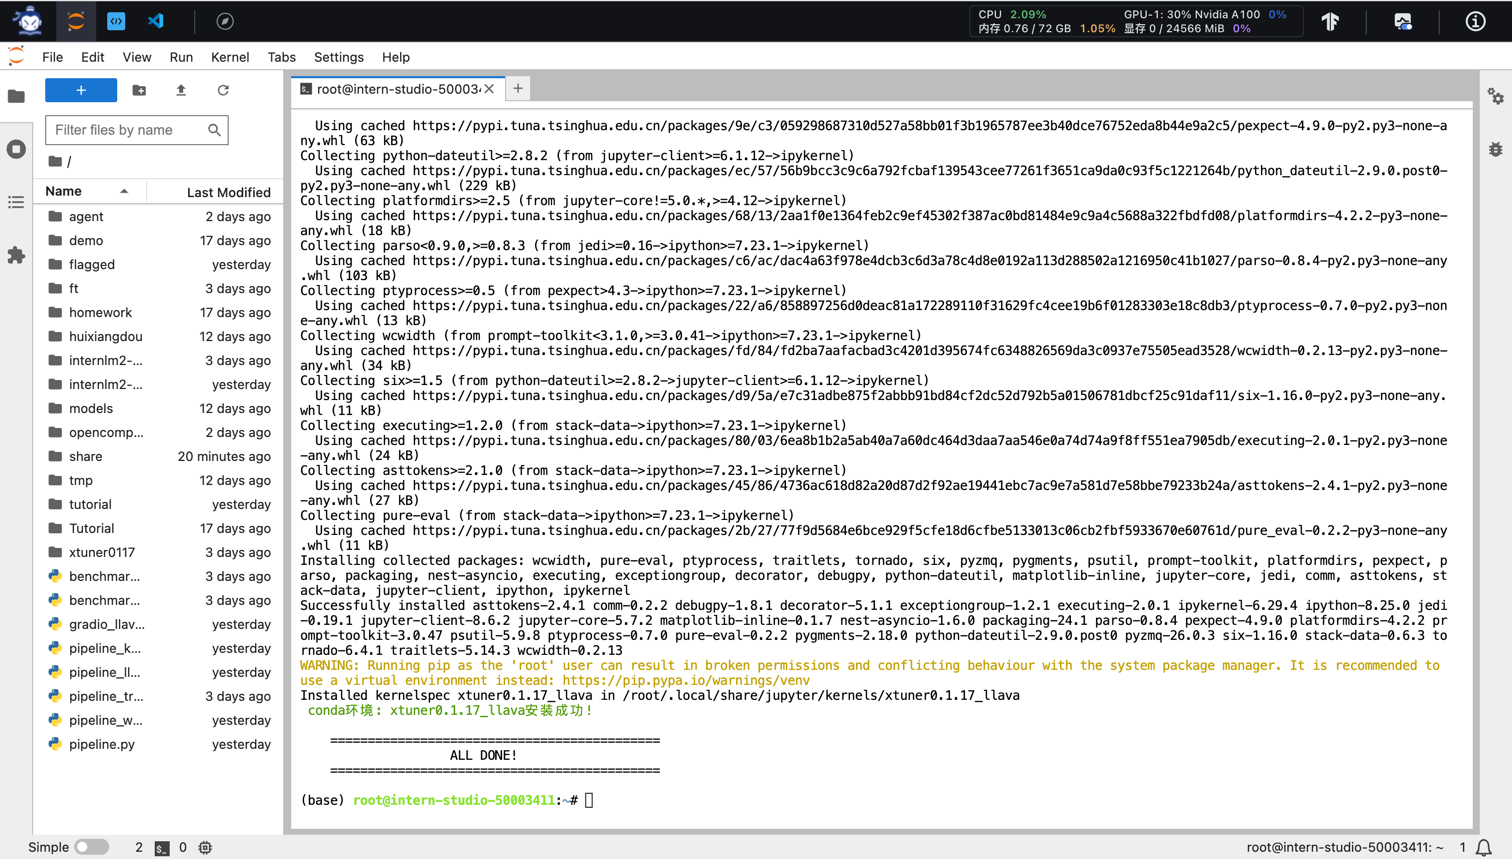 CPU 2.09% GPU-1: 30% Nvidia A100 0%
内存 0.76 / 72 GB 1.05% 显存 0 / 24566 MiB 0%
File Edit View Run Kernel Tabs Settings Help
root@intern-studio-50003
Filter files by name
/
Name Last Modified
agent 2 days ago
demo 17 days ago
flagged yesterday
ft 3 days ago
homework 17 days ago
huixiangdou 12 days ago
internlm2-... 3 days ago
internlm2-... yesterday
models 12 days ago
opencomp... 2 days ago
share 20 minutes ago
tmp 12 days ago
tutorial yesterday
Tutorial 17 days ago
xtuner0117 3 days ago
benchmar... 3 days ago
benchmar... 3 days ago
gradio_llav... yesterday
pipeline_k... yesterday
pipeline_ll... yesterday
pipeline_tr... 3 days ago
pipeline_w... yesterday
pipeline.py yesterday
Using cached https://pypi.tuna.tsinghua.edu.cn/packages/9e/c3/059298687310d527a58bb01f3b1965787ee3b40dce76752eda8b44e9a2c5/pexpect-4.9.0-py2.py3-none-a
ny.whl (63 kB)
Collecting python-dateutil>=2.8.2 (from jupyter-client>=6.1.12->ipykernel)
Using cached https://pypi.tuna.tsinghua.edu.cn/packages/ec/57/56b9bcc3c9c6a792fcbaf139543cee77261f3651ca9da0c93f5c1221264b/python_dateutil-2.9.0.post0-
py2.py3-none-any.whl (229 kB)
Collecting platformdirs>=2.5 (from jupyter-core!=5.0.*,>=4.12->ipykernel)
Using cached https://pypi.tuna.tsinghua.edu.cn/packages/68/13/2aa1f0e1364feb2c9ef45302f387ac0bd81484e9c9a4c5688a322fbdfd08/platformdirs-4.2.2-py3-none-
any.whl (18 kB)
Collecting parso<0.9.0,>=0.8.3 (from jedi>=0.16->ipython>=7.23.1->ipykernel)
Using cached https://pypi.tuna.tsinghua.edu.cn/packages/c6/ac/dac4a63f978e4dcb3c6d3a78c4d8e0192a113d288502a1216950c41b1027/parso-0.8.4-py2.py3-none-any
.whl (103 kB)
Collecting ptyprocess>=0.5 (from pexpect>4.3->ipython>=7.23.1->ipykernel)
Using cached https://pypi.tuna.tsinghua.edu.cn/packages/22/a6/858897256d0deac81a172289110f31629fc4cee19b6f01283303e18c8db3/ptyprocess-0.7.0-py2.py3-non
e-any.whl (13 kB)
Collecting wcwidth (from prompt-toolkit<3.1.0,>=3.0.41->ipython>=7.23.1->ipykernel)
Using cached https://pypi.tuna.tsinghua.edu.cn/packages/fd/84/fd2ba7aafacbad3c4201d395674fc6348826569da3c0937e75505ead3528/wcwidth-0.2.13-py2.py3-none-
any.whl (34 kB)
Collecting six>=1.5 (from python-dateutil>=2.8.2->jupyter-client>=6.1.12->ipykernel)
Using cached https://pypi.tuna.tsinghua.edu.cn/packages/d9/5a/e7c31adbe875f2abbb91bd84cf2dc52d792b5a01506781dbcf25c91daf11/six-1.16.0-py2.py3-none-any.
whl (11 kB)
Collecting executing>=1.2.0 (from stack-data->ipython>=7.23.1->ipykernel)
Using cached https://pypi.tuna.tsinghua.edu.cn/packages/80/03/6ea8b1b2a5ab40a7a60dc464d3daa7aa546e0a74d74a9f8ff551ea7905db/executing-2.0.1-py2.py3-none
-any.whl (24 kB)
Collecting asttokens>=2.1.0 (from stack-data->ipython>=7.23.1->ipykernel)
Using cached https://pypi.tuna.tsinghua.edu.cn/packages/45/86/4736ac618d82a20d87d2f92ae19441ebc7ac9e7a581d7e58bbe79233b24a/asttokens-2.4.1-py2.py3-none
-any.whl (27 kB)
Collecting pure-eval (from stack-data->ipython>=7.23.1->ipykernel)
Using cached https://pypi.tuna.tsinghua.edu.cn/packages/2b/27/77f9d5684e6bce929f5cfe18d6cfbe5133013c06cb2fbf5933670e60761d/pure_eval-0.2.2-py3-none-any
.whl (11 kB)
Installing collected packages: wcwidth, pure-eval, ptyprocess, traitlets, tornado, six, pyzmq, pygments, psutil, prompt-toolkit, platformdirs, pexpect, p
arso, packaging, nest-asyncio, executing, exceptiongroup, decorator, debugpy, python-dateutil, matplotlib-inline, jupyter-core, jedi, comm, asttokens, st
ack-data, jupyter-client, ipython, ipykernel
Successfully installed asttokens-2.4.1 comm-0.2.2 debugpy-1.8.1 decorator-5.1.1 exceptiongroup-1.2.1 executing-2.0.1 ipykernel-6.29.4 ipython-8.25.0 jedi
-0.19.1 jupyter-client-8.6.2 jupyter-core-5.7.2 matplotlib-inline-0.1.7 nest-asyncio-1.6.0 packaging-24.1 parso-0.8.4 pexpect-4.9.0 platformdirs-4.2.2 pr
ompt-toolkit-3.0.47 psutil-5.9.8 ptyprocess-0.7.0 pure-eval-0.2.2 pygments-2.18.0 python-dateutil-2.9.0.post0 pyzmq-26.0.3 six-1.16.0 stack-data-0.6.3 to
rnado-6.4.1 traitlets-5.14.3 wcwidth-0.2.13
WARNING: Running pip as the 'root' user can result in broken permissions and conflicting behaviour with the system package manager. It is recommended to
use a virtual environment instead: https://pip.pypa.io/warnings/venv
Installed kernelspec xtuner0.1.17_llava in /root/.local/share/jupyter/kernels/xtuner0.1.17_llava
conda环境: xtuner0.1.17_llava安装成功!
============================================
ALL DONE!
============================================
(base) root@intern-studio-50003411:~#
Simple 2 0 root@intern-studio-50003411: ~ 1